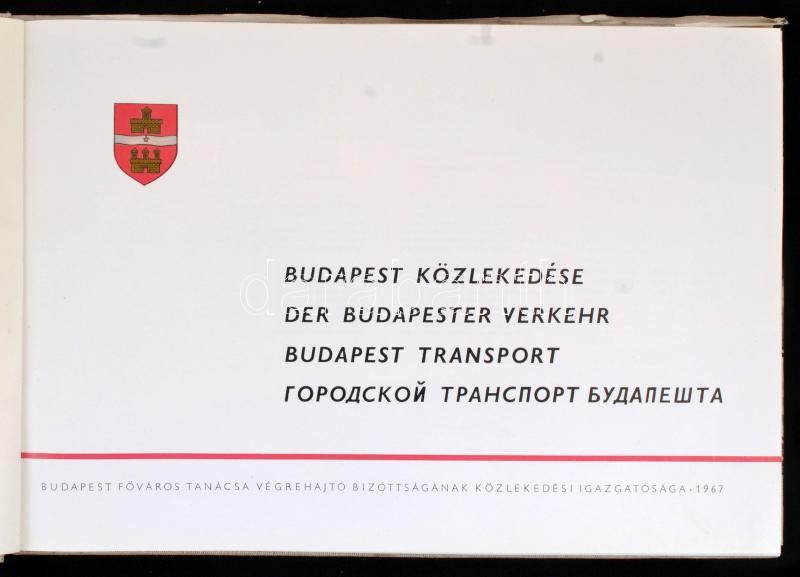 BUDAPEST KÖZLEKEDÉSE
DER BUDAPESTER VERKEHR
BUDAPEST TRANSPORT
ГОРОДСКОЙ ТРАНСПОРТ БУДАПЕШТА
BUDAPEST FŐVÁROS TANÁCSA VÉGREHAJTÓ BIZOTTSÁGÁNAK KÖZLEKEDÉSI IGAZGATÓSÁGA • 1967